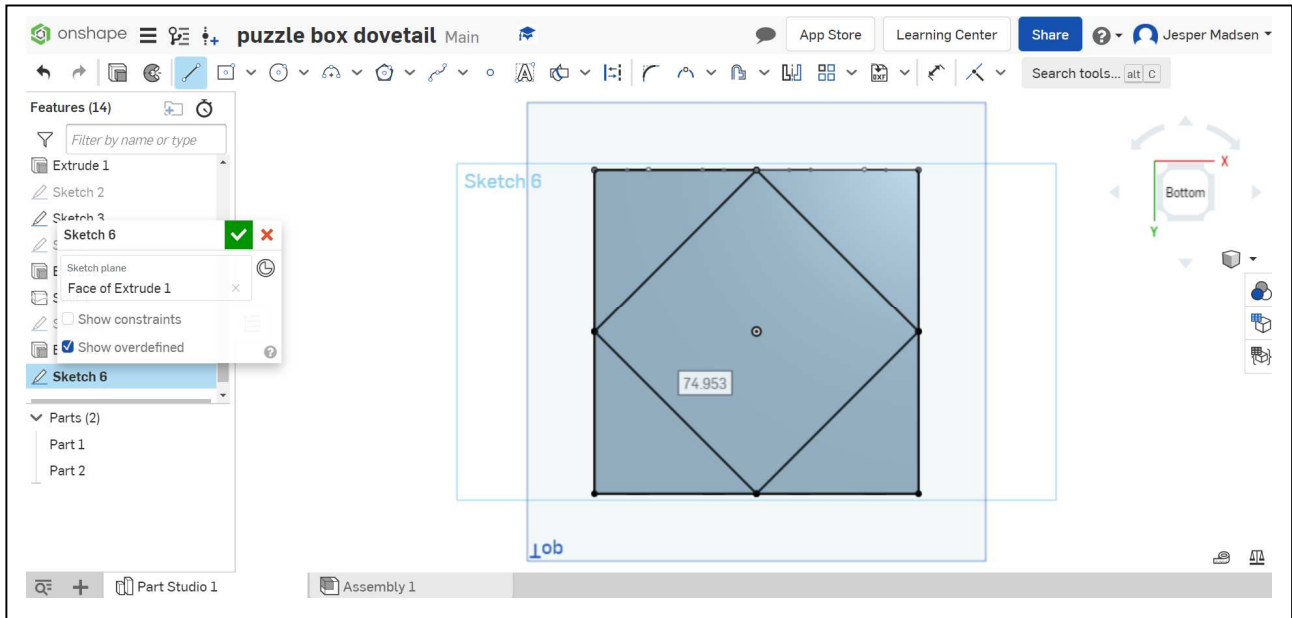 onshape puzzle box dovetail Main App Store Learning Center Share Jesper Madsen
Search tools... alt C
Features (14)
Filter by name or type
Extrude 1
Sketch 2
Sketch 3
Sketch 6
Sketch plane
Face of Extrude 1
Show constraints
Show overdefined
Sketch 6
Parts (2)
Part 1
Part 2
Sketch 6
74.953
Top
X
Bottom
Y
Part Studio 1 Assembly 1